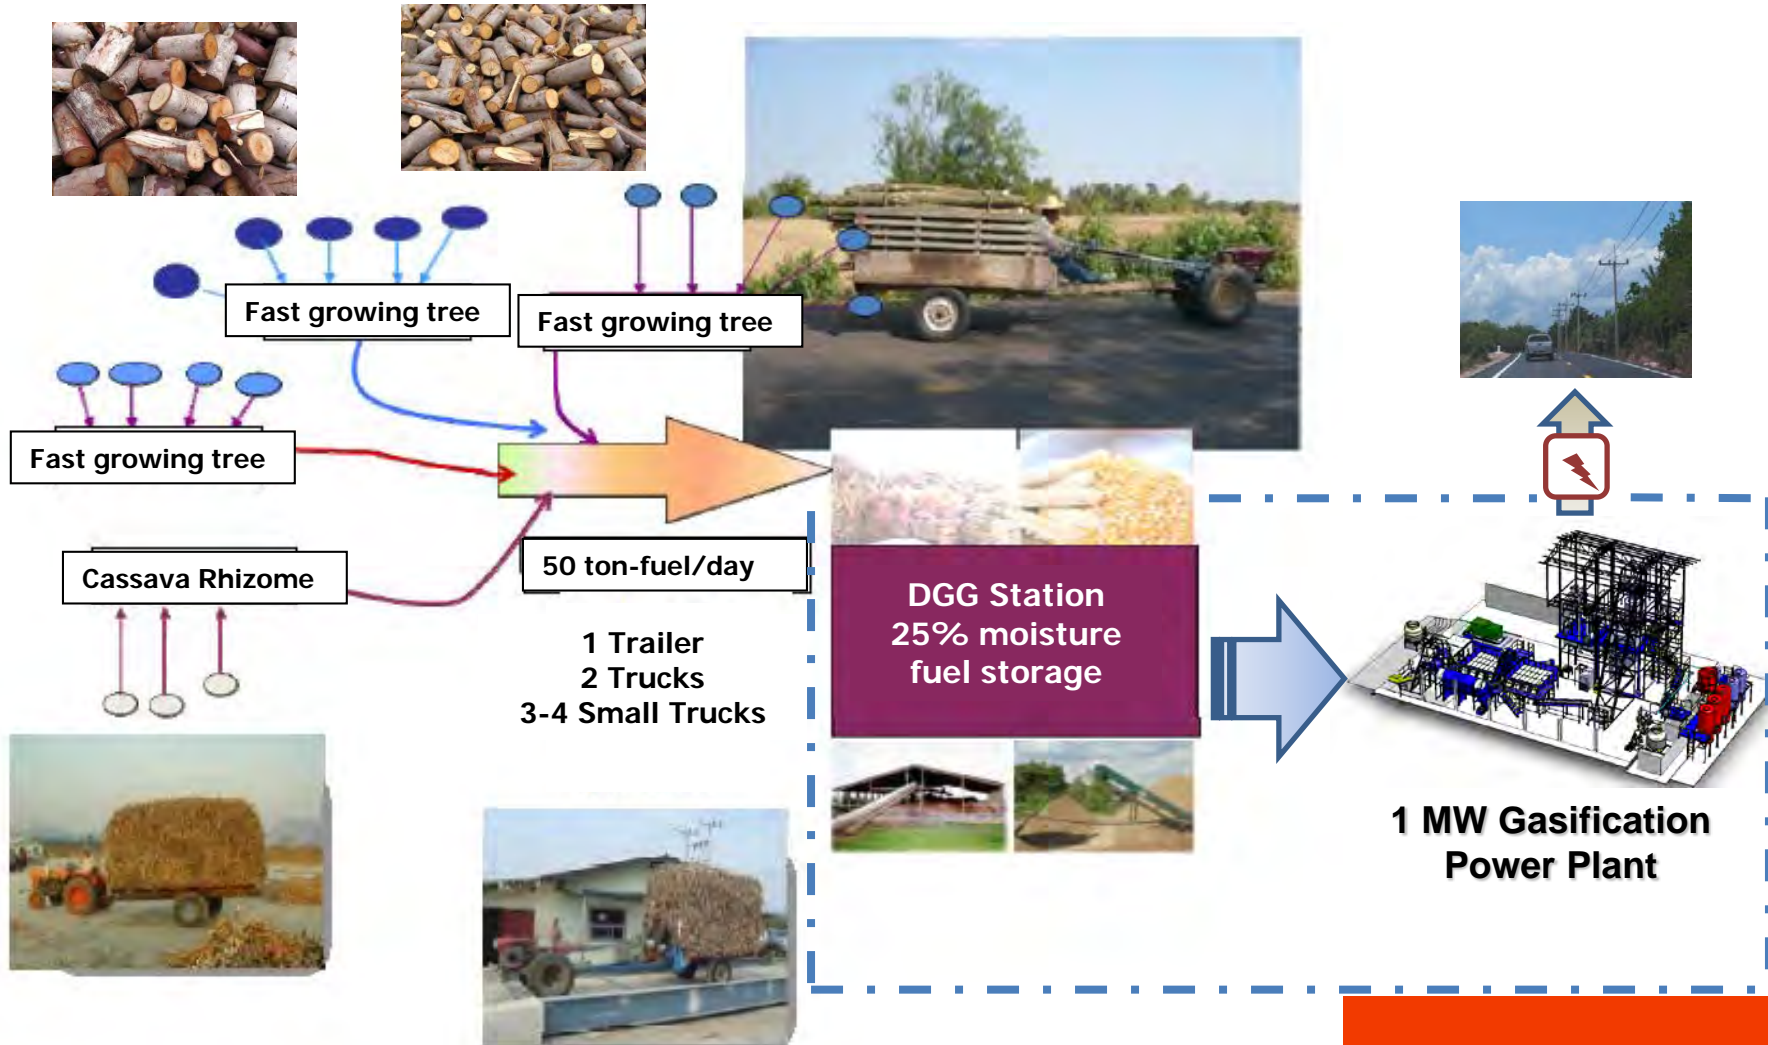 Fast growing tree
Fast growing tree
Fast growing tree
Cassava Rhizome
50 ton-fuel/day
1 Trailer
2 Trucks
3-4 Small Trucks
DGG Station
25% moisture
fuel storage
1 MW Gasification
Power Plant